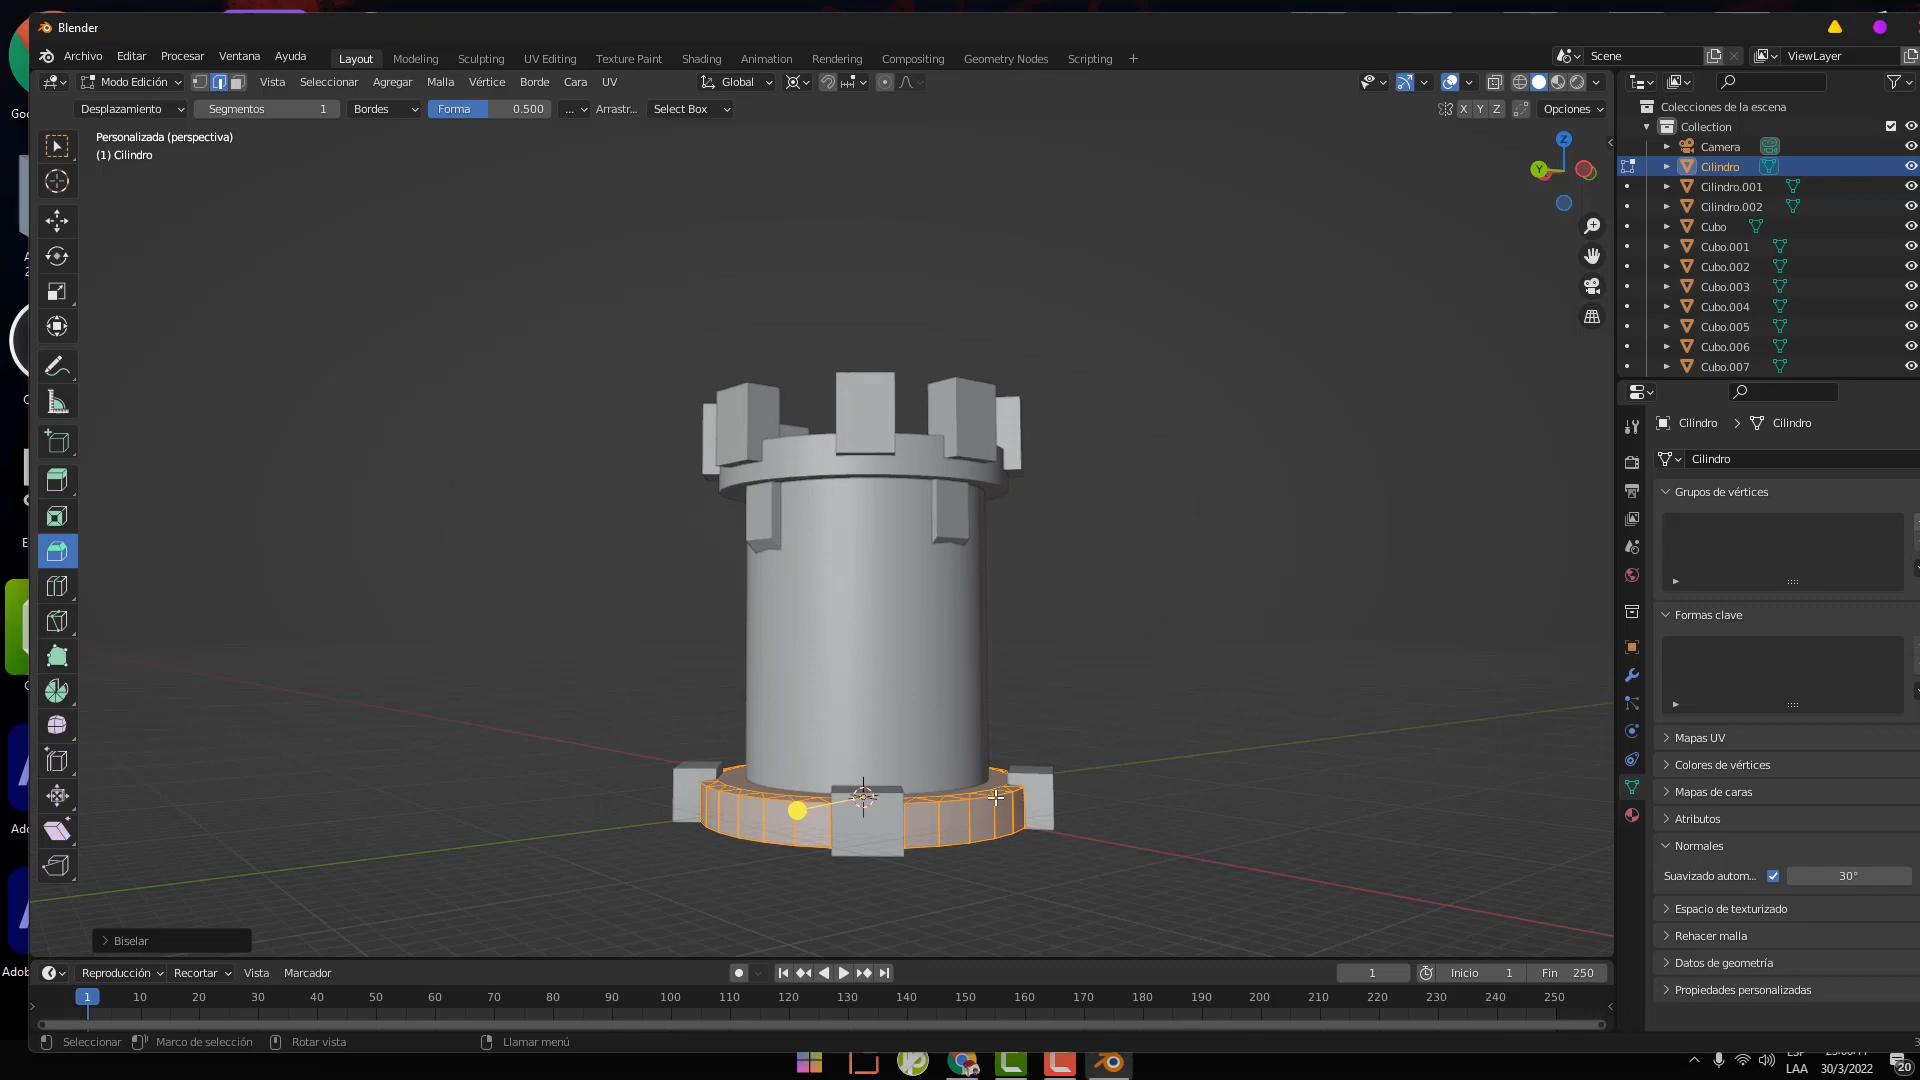 Blender
Archivo Editar Procesar Ventana Ayuda Layout Modeling Sculpting UV Editing Texture Paint Shading Animation Rendering Compositing Geometry Nodes Scripting + Scene ViewLayer
Modo Edición Vista Seleccionar Agregar Malla Vértice Borde Cara UV Global
Desplazamiento Segmentos 1 Bordes Forma 0.500 ... Arrastr... Select Box X Y Z Opciones
Personalizada (perspectiva)
(1) Cilindro
Z
Y
Colecciones de la escena
Collection
Camera
Cilindro
Cilindro.001
Cilindro.002
Cubo
Cubo.001
Cubo.002
Cubo.003
Cubo.004
Cubo.005
Cubo.006
Cubo.007
Cilindro > Cilindro
Cilindro
Grupos de vértices
Formas clave
Mapas UV
Colores de vértices
Mapas de caras
Atributos
Normales
Suavizado autom... 30°
Espacio de texturizado
Rehacer malla
Datos de geometría
Propiedades personalizadas
Biselar
Reproducción Recortar Vista Marcador 1 Inicio 1 Fin 250
1 10 20 30 40 50 60 70 80 90 100 110 120 130 140 150 160 170 180 190 200 210 220 230 240 250
Seleccionar Marco de selección Rotar vista Llamar menú
Goo
Adob
LAA 30/3/2022 20